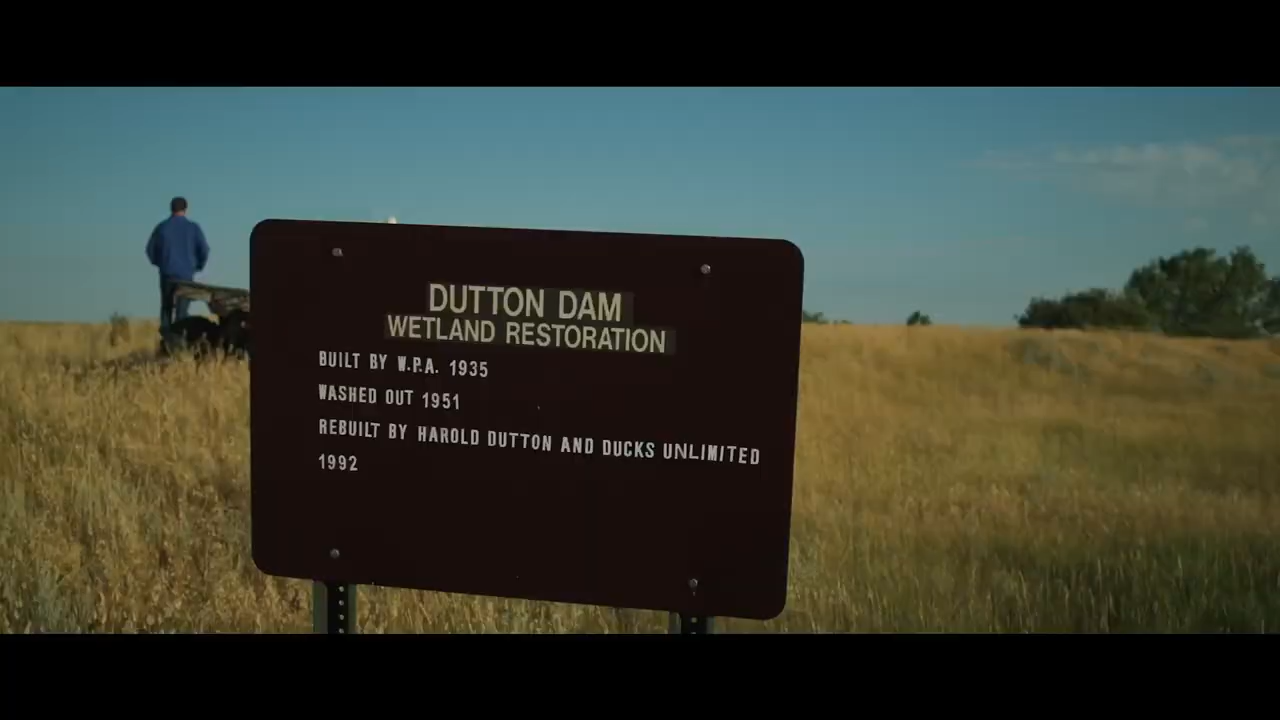 DUTTON DAM
WETLAND RESTORATION
BUILT BY W.P.A. 1935
WASHED OUT 1951
REBUILT BY HAROLD DUTTON AND DUCKS UNLIMITED
1992